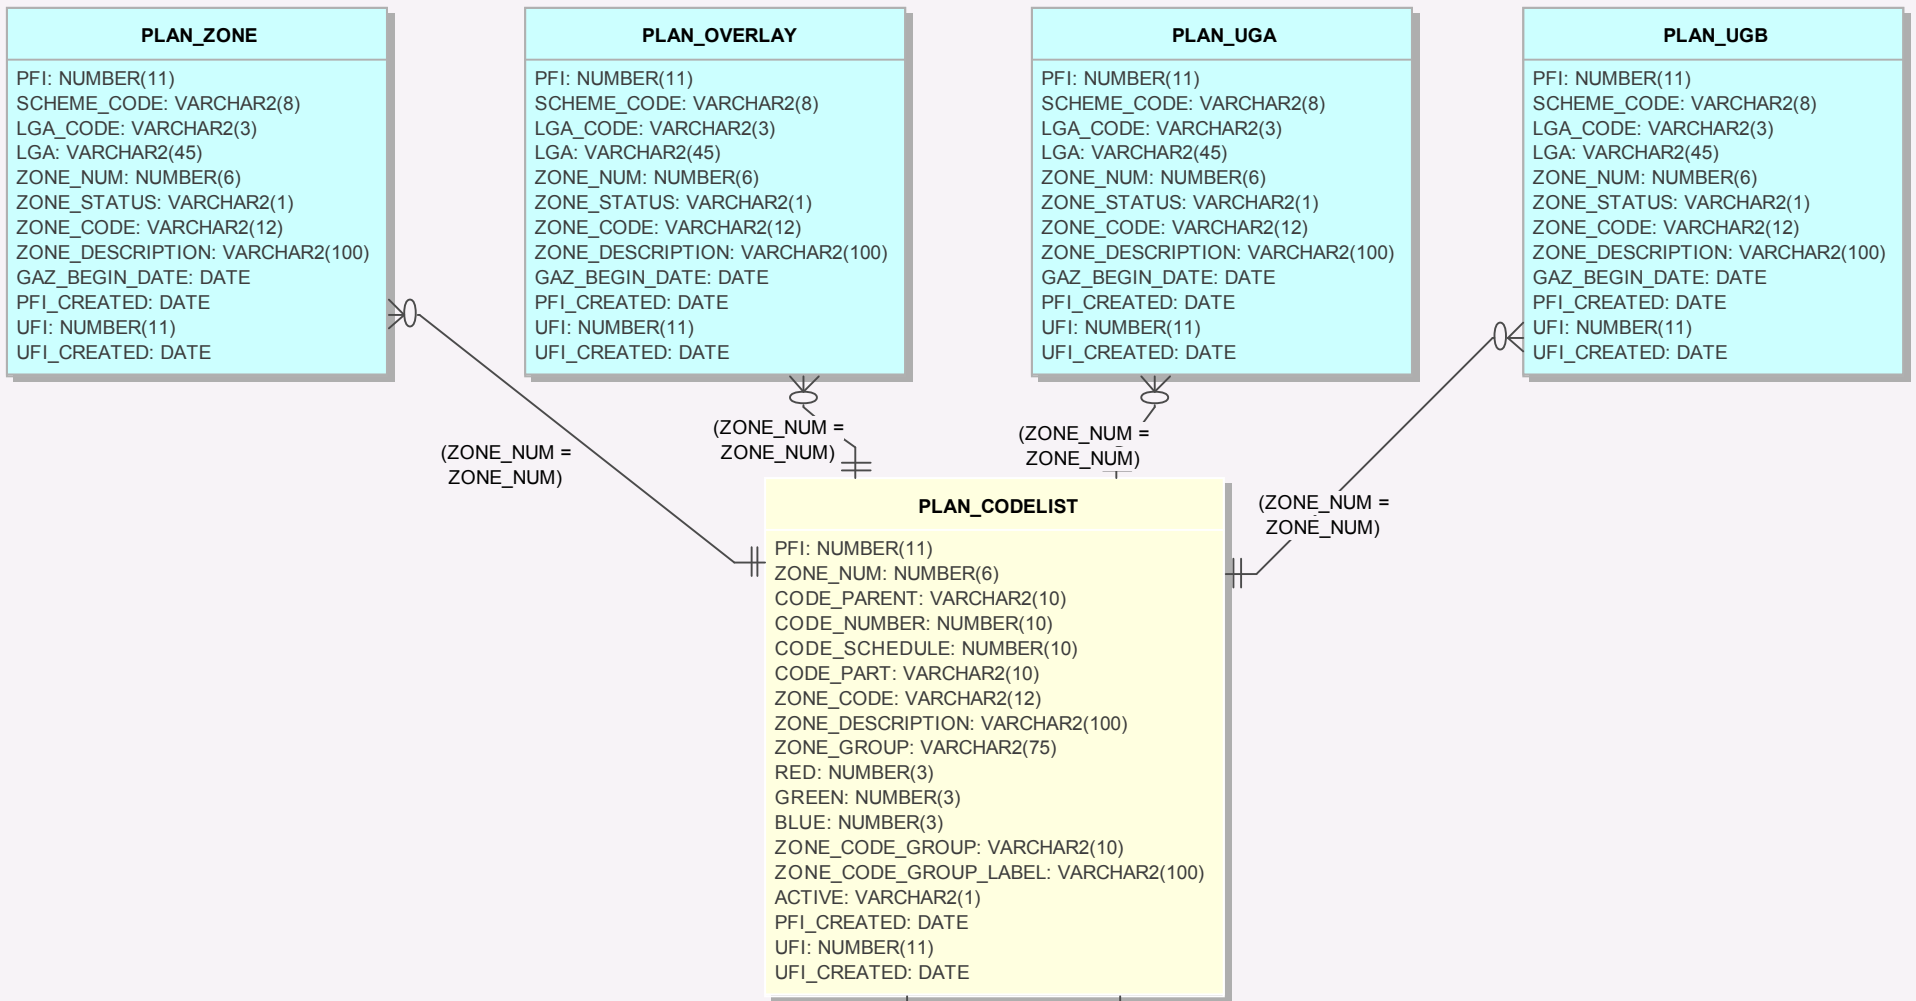 PLAN_ZONE
PFI: NUMBER(11)
SCHEME_CODE: VARCHAR2(8)
LGA_CODE: VARCHAR2(3)
LGA: VARCHAR2(45)
ZONE_NUM: NUMBER(6)
ZONE_STATUS: VARCHAR2(1)
ZONE_CODE: VARCHAR2(12)
ZONE_DESCRIPTION: VARCHAR2(100)
GAZ_BEGIN_DATE: DATE
PFI_CREATED: DATE
UFI: NUMBER(11)
UFI_CREATED: DATE
PLAN_OVERLAY
PFI: NUMBER(11)
SCHEME_CODE: VARCHAR2(8)
LGA_CODE: VARCHAR2(3)
LGA: VARCHAR2(45)
ZONE_NUM: NUMBER(6)
ZONE_STATUS: VARCHAR2(1)
ZONE_CODE: VARCHAR2(12)
ZONE_DESCRIPTION: VARCHAR2(100)
GAZ_BEGIN_DATE: DATE
PFI_CREATED: DATE
UFI: NUMBER(11)
UFI_CREATED: DATE
PLAN_UGA
PFI: NUMBER(11)
SCHEME_CODE: VARCHAR2(8)
LGA_CODE: VARCHAR2(3)
LGA: VARCHAR2(45)
ZONE_NUM: NUMBER(6)
ZONE_STATUS: VARCHAR2(1)
ZONE_CODE: VARCHAR2(12)
ZONE_DESCRIPTION: VARCHAR2(100)
GAZ_BEGIN_DATE: DATE
PFI_CREATED: DATE
UFI: NUMBER(11)
UFI_CREATED: DATE
PLAN_UGB
PFI: NUMBER(11)
SCHEME_CODE: VARCHAR2(8)
LGA_CODE: VARCHAR2(3)
LGA: VARCHAR2(45)
ZONE_NUM: NUMBER(6)
ZONE_STATUS: VARCHAR2(1)
ZONE_CODE: VARCHAR2(12)
ZONE_DESCRIPTION: VARCHAR2(100)
GAZ_BEGIN_DATE: DATE
PFI_CREATED: DATE
UFI: NUMBER(11)
UFI_CREATED: DATE
(ZONE_NUM =
ZONE_NUM)
(ZONE_NUM =
ZONE_NUM)
(ZONE_NUM =
ZONE_NUM)
(ZONE_NUM =
ZONE_NUM)
PLAN_CODELIST
PFI: NUMBER(11)
ZONE_NUM: NUMBER(6)
CODE_PARENT: VARCHAR2(10)
CODE_NUMBER: NUMBER(10)
CODE_SCHEDULE: NUMBER(10)
CODE_PART: VARCHAR2(10)
ZONE_CODE: VARCHAR2(12)
ZONE_DESCRIPTION: VARCHAR2(100)
ZONE_GROUP: VARCHAR2(75)
RED: NUMBER(3)
GREEN: NUMBER(3)
BLUE: NUMBER(3)
ZONE_CODE_GROUP: VARCHAR2(10)
ZONE_CODE_GROUP_LABEL: VARCHAR2(100)
ACTIVE: VARCHAR2(1)
PFI_CREATED: DATE
UFI: NUMBER(11)
UFI_CREATED: DATE